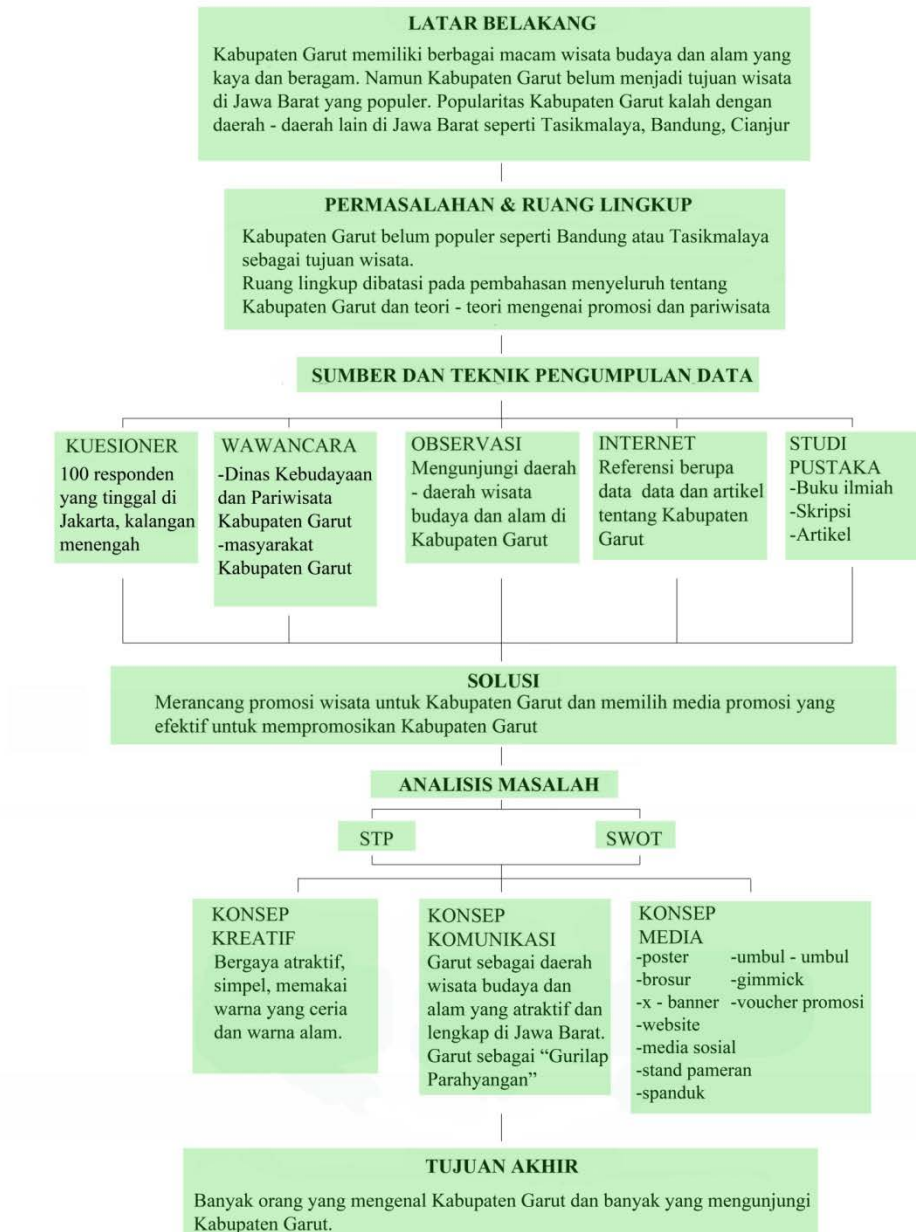 LATAR BELAKANG
Kabupaten Garut memiliki berbagai macam wisata budaya dan alam yang
kaya dan beragam. Namun Kabupaten Garut belum menjadi tujuan wisata
di Jawa Barat yang populer. Popularitas Kabupaten Garut kalah dengan
daerah - daerah lain di Jawa Barat seperti Tasikmalaya, Bandung, Cianjur
PERMASALAHAN & RUANG LINGKUP
Kabupaten Garut belum populer seperti Bandung atau Tasikmalaya
sebagai tujuan wisata.
Ruang lingkup dibatasi pada pembahasan menyeluruh tentang
Kabupaten Garut dan teori - teori mengenai promosi dan pariwisata
SUMBER DAN TEKNIK PENGUMPULAN DATA
KUESIONER
100 responden
yang tinggal di
Jakarta, kalangan
menengah
WAWANCARA
-Dinas Kebudayaan
dan Pariwisata
Kabupaten Garut
-masyarakat
Kabupaten Garut
OBSERVASI
Mengunjungi daerah
- daerah wisata
budaya dan alam di
Kabupaten Garut
INTERNET
Referensi berupa
data data dan artikel
tentang Kabupaten
Garut
STUDI
PUSTAKA
-Buku ilmiah
-Skripsi
-Artikel
SOLUSI
Merancang promosi wisata untuk Kabupaten Garut dan memilih media promosi yang
efektif untuk mempromosikan Kabupaten Garut
ANALISIS MASALAH
STP
SWOT
KONSEP
KREATIF
Bergaya atraktif,
simpel, memakai
warna yang ceria
dan warna alam.
KONSEP
KOMUNIKASI
Garut sebagai daerah
wisata budaya dan
alam yang atraktif dan
lengkap di Jawa Barat.
Garut sebagai “Gurilap
Parahyangan”
KONSEP
MEDIA
-poster
-brosur
-x - banner
-website
-media sosial
-stand pameran
-spanduk
-umbul - umbul
-gimmick
-voucher promosi
TUJUAN AKHIR
Banyak orang yang mengenal Kabupaten Garut dan banyak yang mengunjungi
Kabupaten Garut.